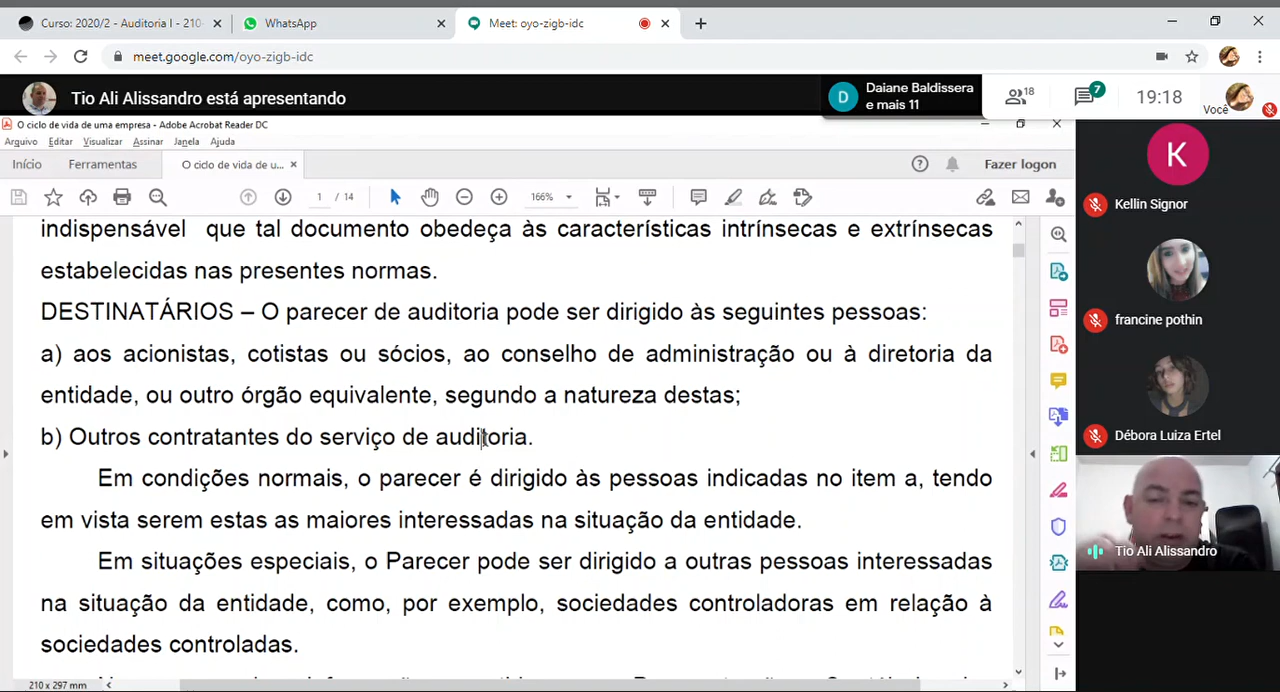 Curso: 2020/2 - Auditoria I - 210
WhatsApp
Meet: oyo-zigb-idc
meet.google.com/oyo-zigb-idc
Tio Ali Alissandro está apresentando
D
Daiane Baldissera
e mais 11
18
7
19:18
Você
O ciclo de vida de uma empresa - Adobe Acrobat Reader DC
Arquivo Editar Visualizar Assinar Janela Ajuda
Início Ferramentas O ciclo de vida de u... Fazer logon
1 / 14 166%
indispensável que tal documento obedeça às características intrínsecas e extrínsecas
estabelecidas nas presentes normas.
DESTINATÁRIOS – O parecer de auditoria pode ser dirigido às seguintes pessoas:
a) aos acionistas, cotistas ou sócios, ao conselho de administração ou à diretoria da
entidade, ou outro órgão equivalente, segundo a natureza destas;
b) Outros contratantes do serviço de auditoria.
Em condições normais, o parecer é dirigido às pessoas indicadas no item a, tendo
em vista serem estas as maiores interessadas na situação da entidade.
Em situações especiais, o Parecer pode ser dirigido a outras pessoas interessadas
na situação da entidade, como, por exemplo, sociedades controladoras em relação à
sociedades controladas.
210 x 297 mm
K
Kellin Signor
francine pothin
Débora Luiza Ertel
Tio Ali Alissandro